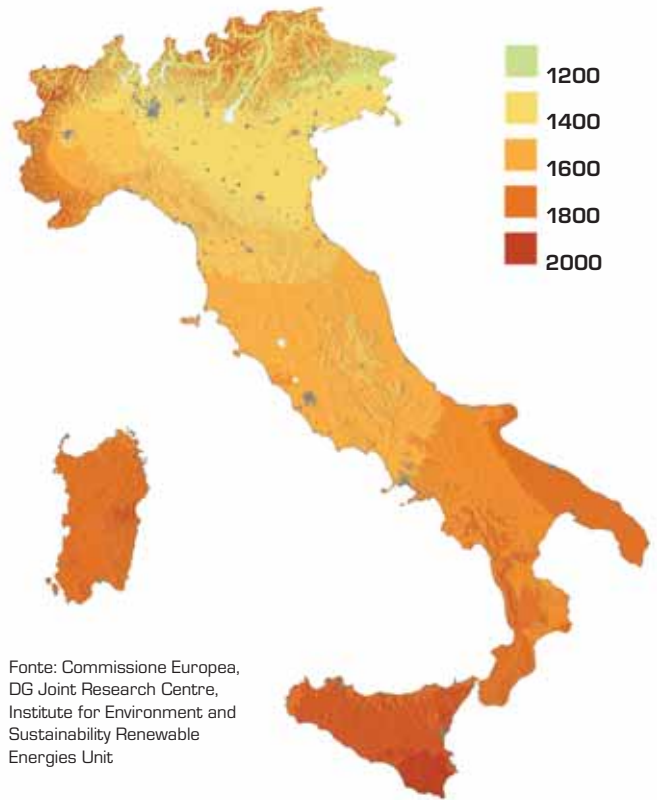 1200
1400
1600
1800
2000
Fonte: Commissione Europea,
DG Joint Research Centre,
Institute for Environment and
Sustainability Renewable
Energies Unit